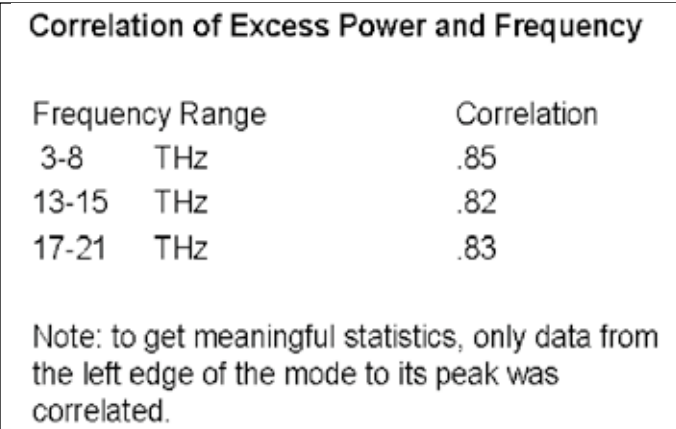 Correlation of Excess Power and Frequency
Frequency Range Correlation
3-8 THz .85
13-15 THz .82
17-21 THz .83
Note: to get meaningful statistics, only data from
the left edge of the mode to its peak was
correlated.